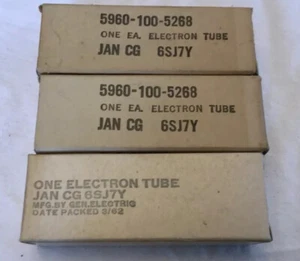 5960-100-5268
ONE EA. ELECTRON TUBE
JAN CG 6SJ7Y
5960-100-5268
ONE EA. ELECTRON TUBE
JAN CG 6SJ7Y
ONE ELECTRON TUBE
JAN CG 6SJ7Y
MFG. BY GEN. ELECTRIC
DATE PACKED 3/62